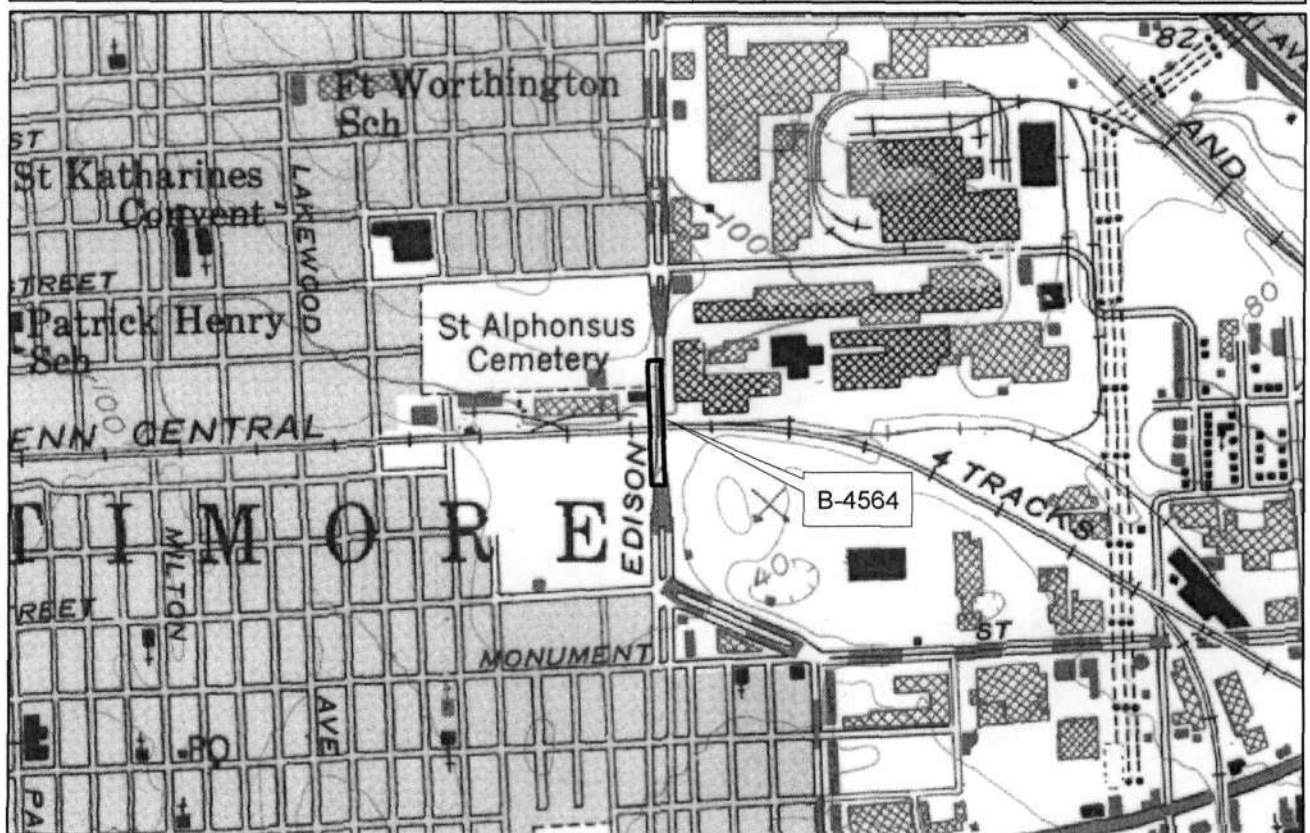 82
AV
Ft Worthington
Sch
AND
ST
St Katharines
Convent
LAKEWOOD
100
STREET
80
Patrick Henry
Sch
St Alphonsus
Cemetery
100
ENN CENTRAL
EDISON
4 TRACKS
B-4564
TIMORE
MILTON
40
REET
ST
MONUMENT
AVE
PO
PA